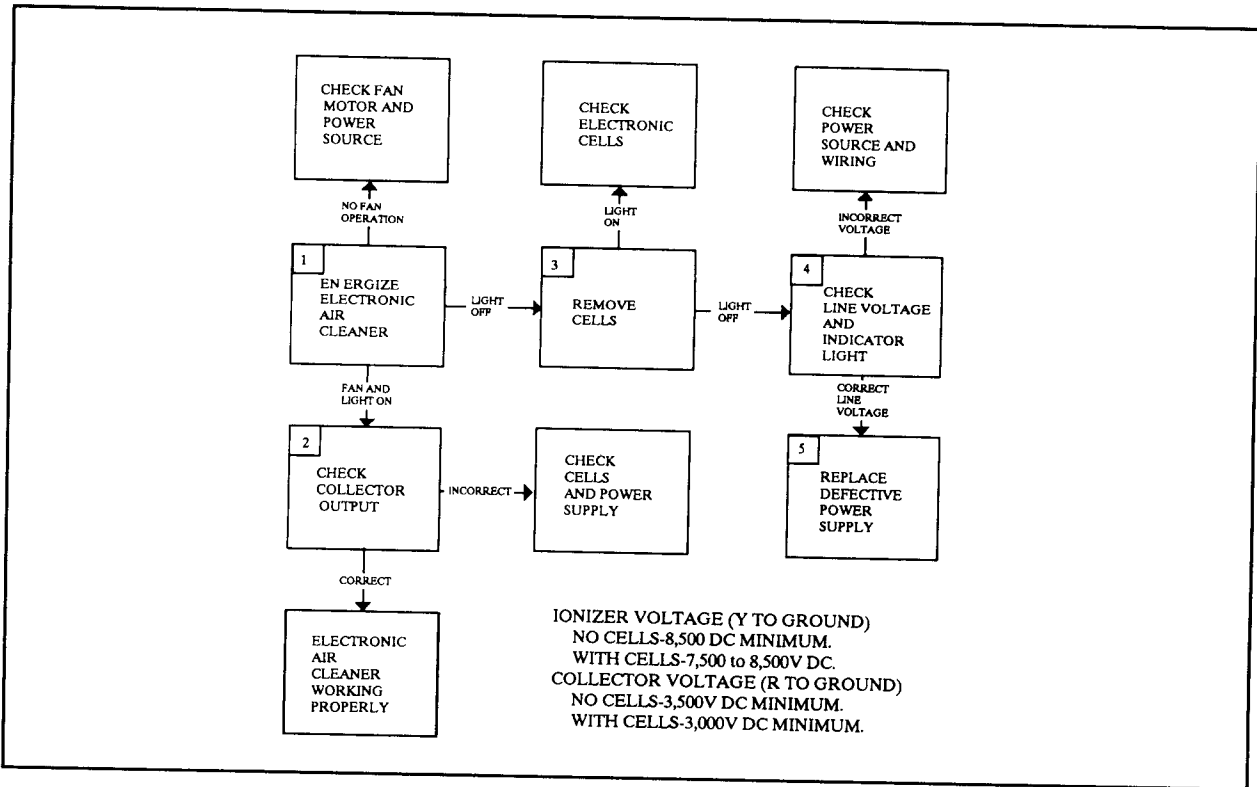 CHECK FAN
MOTOR AND
POWER
SOURCE
CHECK
ELECTRONIC
CELLS
CHECK
POWER
SOURCE AND
WIRING
NO FAN
OPERATION
LIGHT
ON
INCORRECT
VOLTAGE
1
EN ERGIZE
ELECTRONIC
AIR
CLEANER
LIGHT
OFF
3
REMOVE
CELLS
LIGHT
OFF
4
CHECK
LINE VOLTAGE
AND
INDICATOR
LIGHT
FAN AND
LIGHT ON
CORRECT
LINE
VOLTAGE
2
CHECK
COLLECTOR
OUTPUT
INCORRECT
CHECK
CELLS
AND POWER
SUPPLY
5
REPLACE
DEFECTIVE
POWER
SUPPLY
CORRECT
ELECTRONIC
AIR
CLEANER
WORKING
PROPERLY
IONIZER VOLTAGE (Y TO GROUND)
NO CELLS-8,500 DC MINIMUM.
WITH CELLS-7,500 to 8,500V DC.
COLLECTOR VOLTAGE (R TO GROUND)
NO CELLS-3,500V DC MINIMUM.
WITH CELLS-3,000V DC MINIMUM.